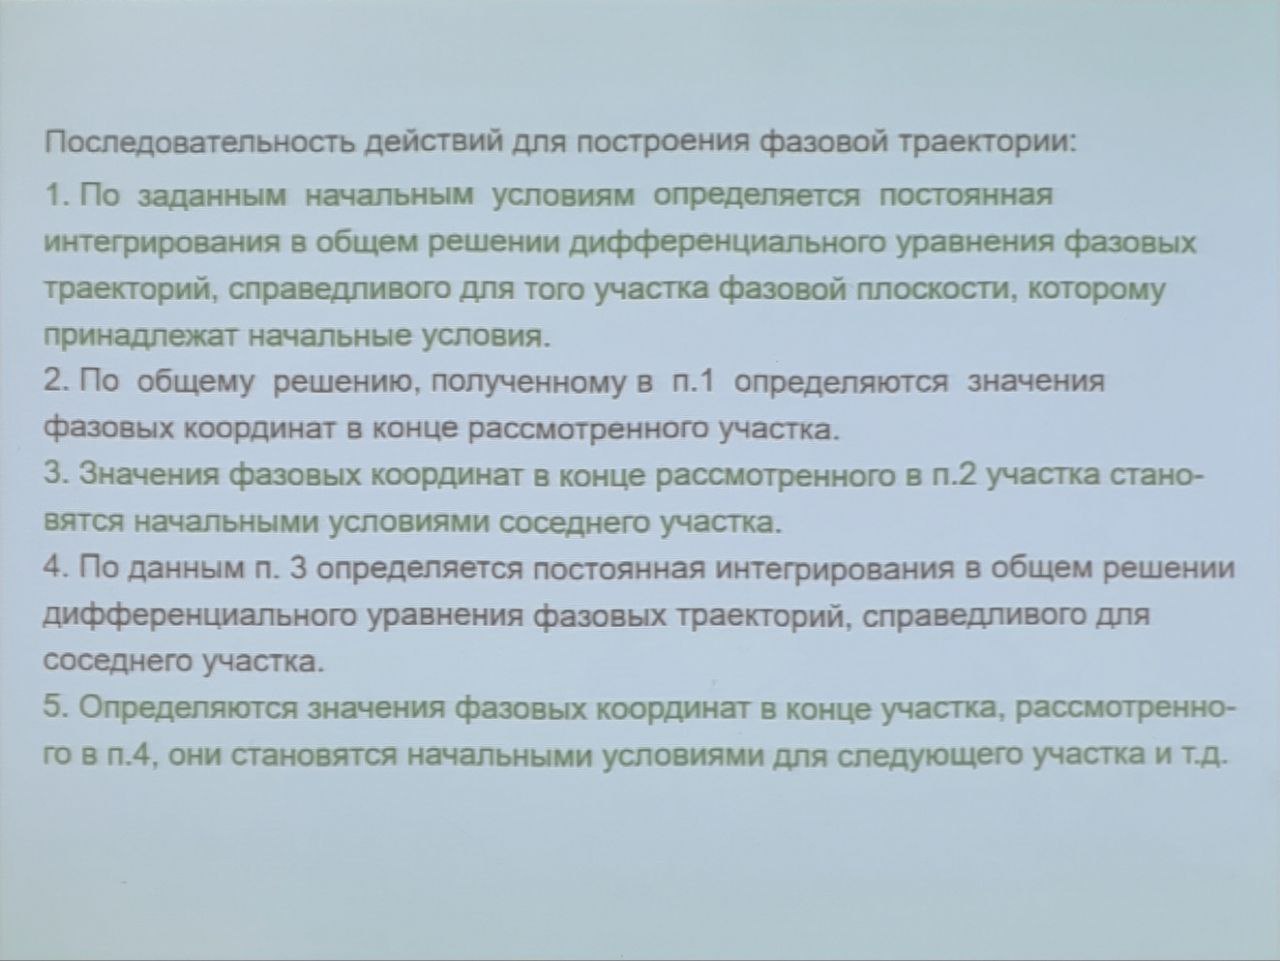 Последовательность действий для построения фазовой траектории:
1. По заданным начальным условиям определяется постоянная
интегрирования в общем решении дифференциального уравнения фазовых
траекторий, справедливого для того участка фазовой плоскости, которому
принадлежат начальные условия.
2. По общему решению, полученному в п.1 определяются значения
фазовых координат в конце рассмотренного участка.
3. Значения фазовых координат в конце рассмотренного в п.2 участка стано-
вятся начальными условиями соседнего участка.
4. По данным п. 3 определяется постоянная интегрирования в общем решении
дифференциального уравнения фазовых траекторий, справедливого для
соседнего участка.
5. Определяются значения фазовых координат в конце участка, рассмотренно-
го в п.4, они становятся начальными условиями для следующего участка и т.д.